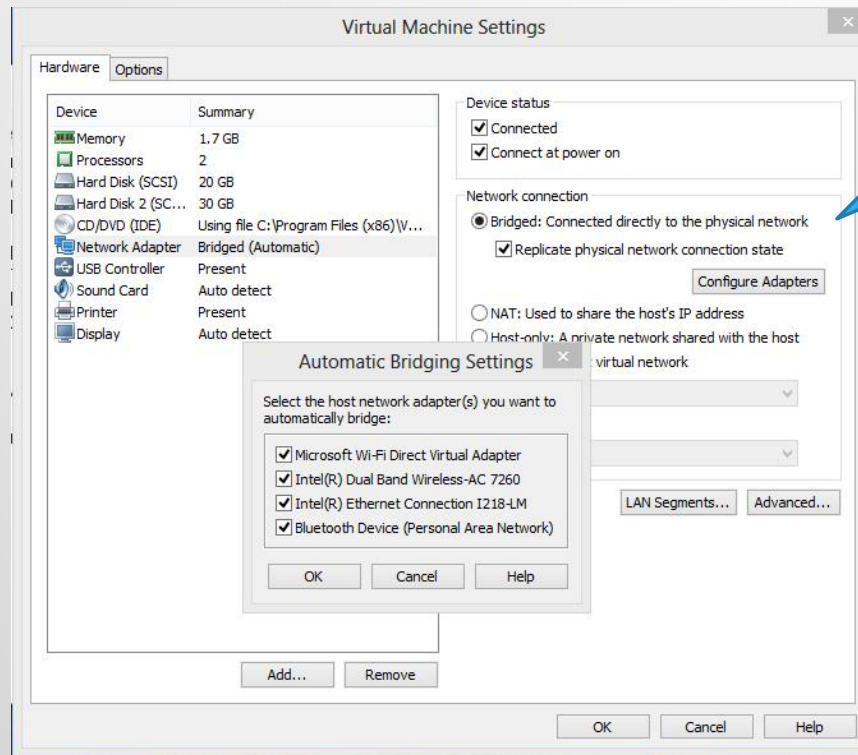 Virtual Machine Settings
Hardware Options
Device Summary
Memory 1.7 GB
Processors 2
Hard Disk (SCSI) 20 GB
Hard Disk 2 (SC... 30 GB
CD/DVD (IDE) Using file C:\Program Files (x86)\V...
Network Adapter Bridged (Automatic)
USB Controller Present
Sound Card Auto detect
Printer Present
Display Auto detect
Add... Remove
Device status
Connected
Connect at power on
Network connection
Bridged: Connected directly to the physical network
Replicate physical network connection state
Configure Adapters
NAT: Used to share the host's IP address
Host-only: A private network shared with the host
virtual network
LAN Segments... Advanced...
Automatic Bridging Settings
Select the host network adapter(s) you want to
automatically bridge:
Microsoft Wi-Fi Direct Virtual Adapter
Intel(R) Dual Band Wireless-AC 7260
Intel(R) Ethernet Connection I218-LM
Bluetooth Device (Personal Area Network)
OK Cancel Help
OK Cancel Help